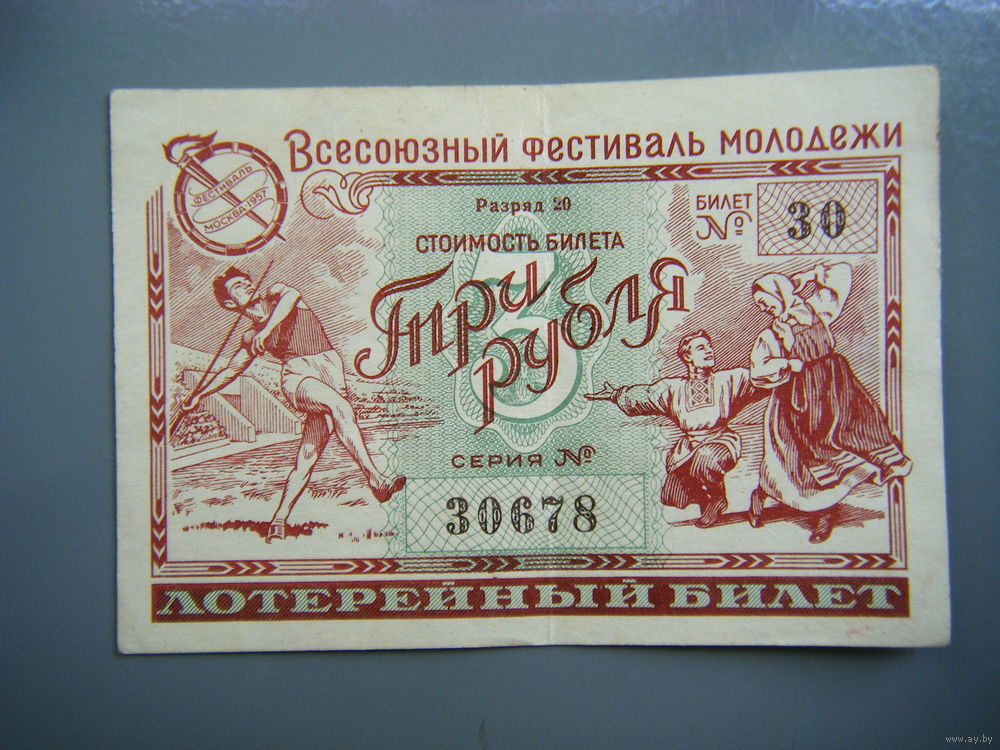 Всесоюзный фестиваль молодежи
ФЕСТИВАЛЬ
МОСКВА 1957
Разряд 20
БИЛЕТ
№ 30
СТОИМОСТЬ БИЛЕТА
3
Три
рубля
СЕРИЯ №
30678
ЛОТЕРЕЙНЫЙ БИЛЕТ
www.ay.by